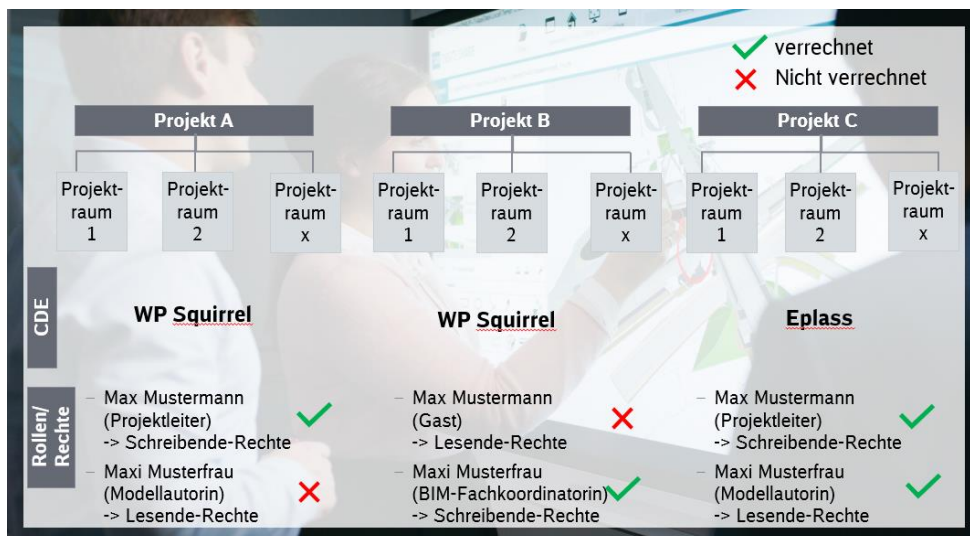 verrechnet
Nicht verrechnet
Projekt A
Projekt B
Projekt C
Projekt-
raum
1
Projekt-
raum
2
Projekt-
raum
x
Projekt-
raum
1
Projekt-
raum
2
Projekt-
raum
x
Projekt-
raum
1
Projekt-
raum
2
Projekt-
raum
x
CDE
WP Squirrel
WP Squirrel
Eplass
Rollen/
Rechte
– Max Mustermann
(Projektleiter)
-> Schreibende-Rechte
– Maxi Musterfrau
(Modellautorin)
-> Lesende-Rechte
– Max Mustermann
(Gast)
-> Lesende-Rechte
– Maxi Musterfrau
(BIM-Fachkoordinatorin)
-> Schreibende-Rechte
– Max Mustermann
(Projektleiter)
-> Schreibende-Rechte
– Maxi Musterfrau
(Modellautorin)
-> Lesende-Rechte